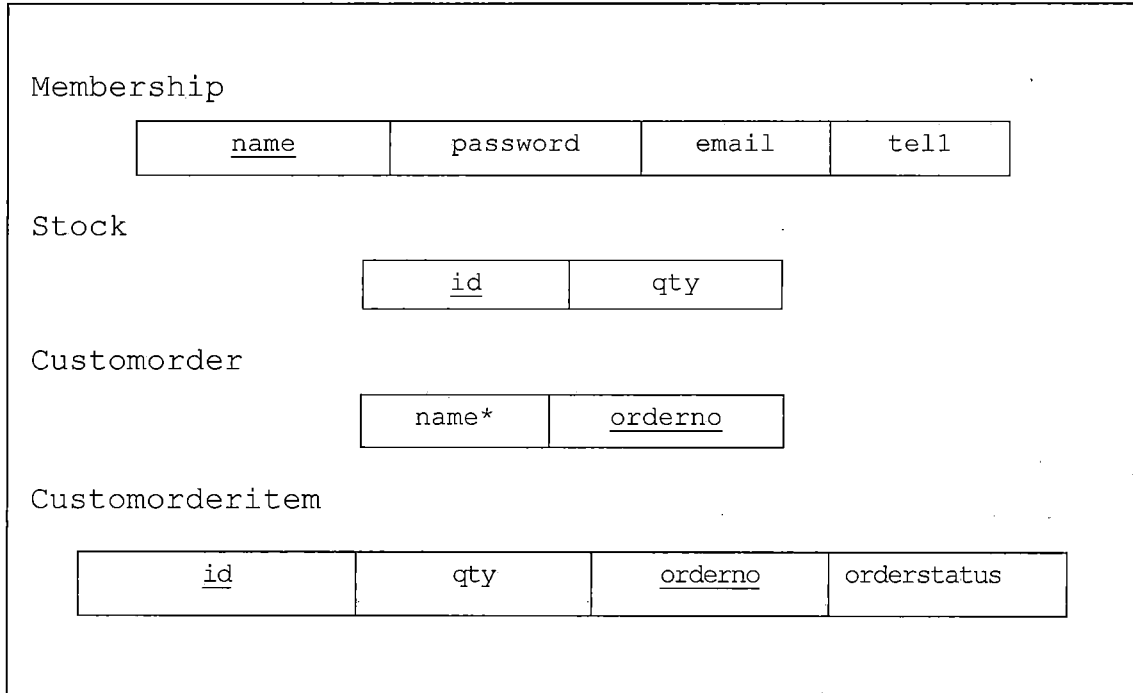 Membership
name password email tel1
Stock
id qty
Customorder
name* orderno
Customorderitem
id qty orderno orderstatus